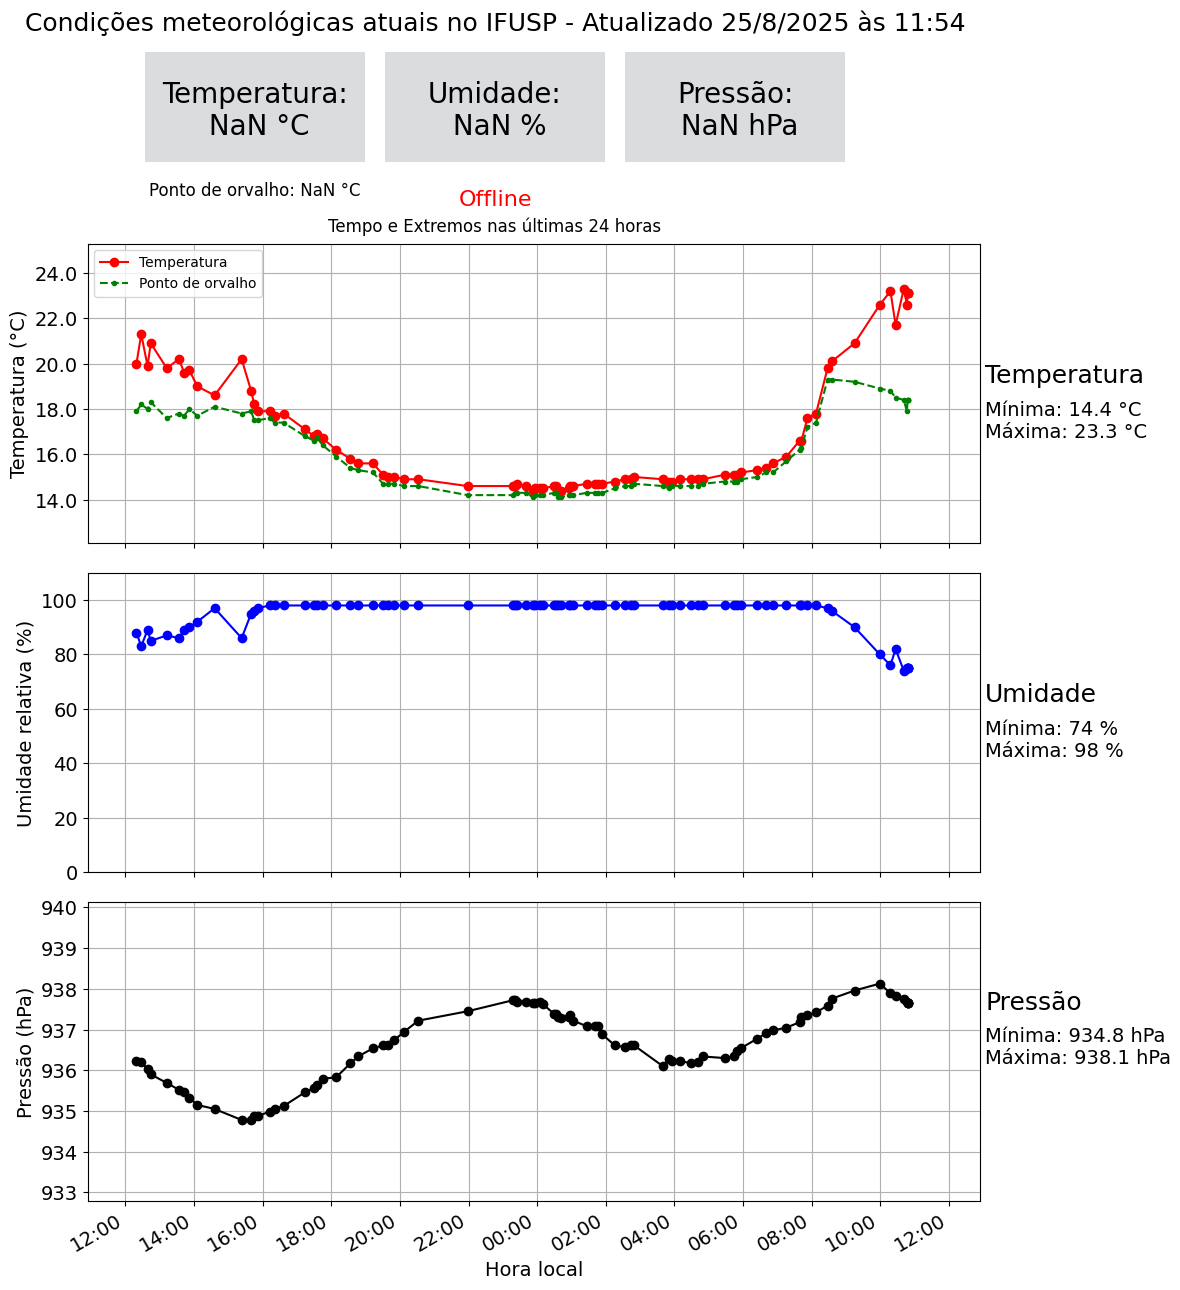 Condições meteorológicas atuais no IFUSP - Atualizado 25/8/2025 às 11:54
Temperatura:
NaN °C
Umidade:
NaN %
Pressão:
NaN hPa
Ponto de orvalho: NaN °C
Offline
Tempo e Extremos nas últimas 24 horas
Temperatura
Ponto de orvalho
24.0
22.0
20.0
18.0
16.0
14.0
Temperatura (°C)
Temperatura
Mínima: 14.4 °C
Máxima: 23.3 °C
100
80
60
40
20
0
Umidade relativa (%)
Umidade
Mínima: 74 %
Máxima: 98 %
940
939
938
937
936
935
934
933
Pressão (hPa)
Pressão
Mínima: 934.8 hPa
Máxima: 938.1 hPa
12:00 14:00 16:00 18:00 20:00 22:00 00:00 02:00 04:00 06:00 08:00 10:00 12:00
Hora local